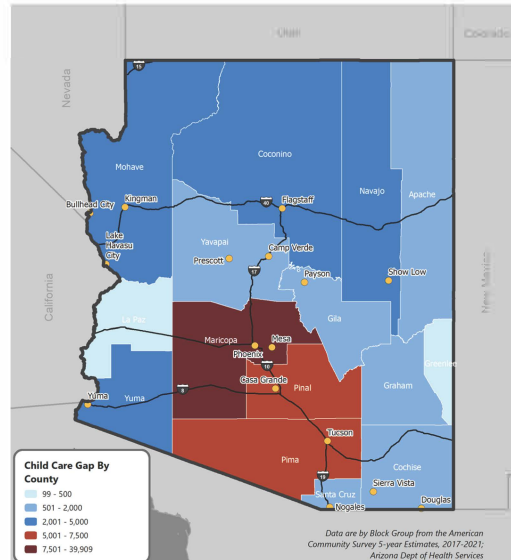 Utah
Colorado
15
Nevada
Mohave
Coconino
Navajo
Apache
Kingman
Bullhead City
40
Flagstaff
Lake
Havasu
City
Yavapai
Camp Verde
Prescott
17
Payson
Show Low
California
New Mexico
La Paz
Gila
Maricopa
Mesa
Phoenix
10
Greenlee
Casa Grande
Pinal
Graham
8
Yuma
Yuma
Tucson
Pima
Cochise
19
Sierra Vista
Santa Cruz
Nogales
Douglas
Child Care Gap By
County
99 - 500
501 - 2,000
2,001 - 5,000
5,001 - 7,500
7,501 - 39,909
Data are by Block Group from the American
Community Survey 5-year Estimates, 2017-2021;
Arizona Dept of Health Services